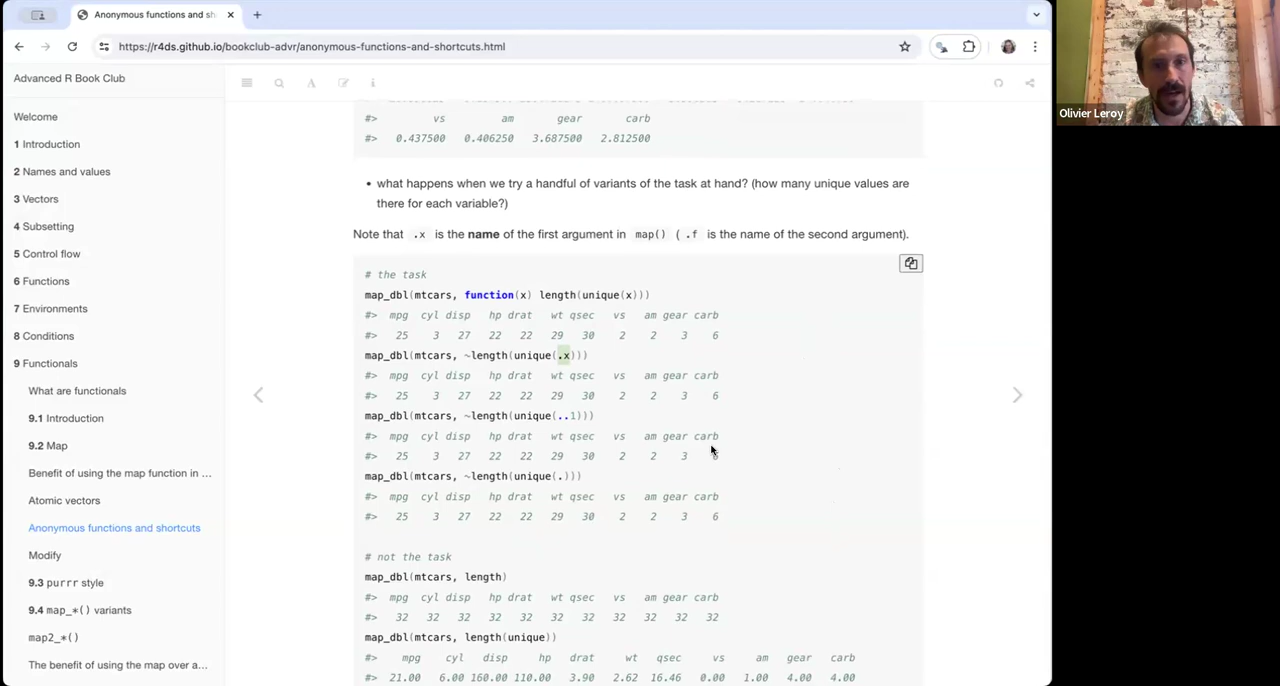 Anonymous functions and sh
https://r4ds.github.io/bookclub-advr/anonymous-functions-and-shortcuts.html
Advanced R Book Club
Welcome
1 Introduction
2 Names and values
3 Vectors
4 Subsetting
5 Control flow
6 Functions
7 Environments
8 Conditions
9 Functionals
What are functionals
9.1 Introduction
9.2 Map
Benefit of using the map function in ...
Atomic vectors
Anonymous functions and shortcuts
Modify
9.3 purrr style
9.4 map_*() variants
map2_*()
The benefit of using the map over a...
#> vs am gear carb
#> 0.437500 0.406250 3.687500 2.812500
• what happens when we try a handful of variants of the task at hand? (how many unique values are
there for each variable?)
Note that .x is the name of the first argument in map() ( .f is the name of the second argument).
# the task
map_dbl(mtcars, function(x) length(unique(x)))
#> mpg cyl disp hp drat wt qsec vs am gear carb
#> 25 3 27 22 22 29 30 2 2 3 6
map_dbl(mtcars, ~length(unique(.x)))
#> mpg cyl disp hp drat wt qsec vs am gear carb
#> 25 3 27 22 22 29 30 2 2 3 6
map_dbl(mtcars, ~length(unique(..1)))
#> mpg cyl disp hp drat wt qsec vs am gear carb
#> 25 3 27 22 22 29 30 2 2 3 6
map_dbl(mtcars, ~length(unique(.)))
#> mpg cyl disp hp drat wt qsec vs am gear carb
#> 25 3 27 22 22 29 30 2 2 3 6
# not the task
map_dbl(mtcars, length)
#> mpg cyl disp hp drat wt qsec vs am gear carb
#> 32 32 32 32 32 32 32 32 32 32 32
map_dbl(mtcars, length(unique))
#> mpg cyl disp hp drat wt qsec vs am gear carb
#> 21.00 6.00 160.00 110.00 3.90 2.62 16.46 0.00 1.00 4.00 4.00
Olivier Leroy